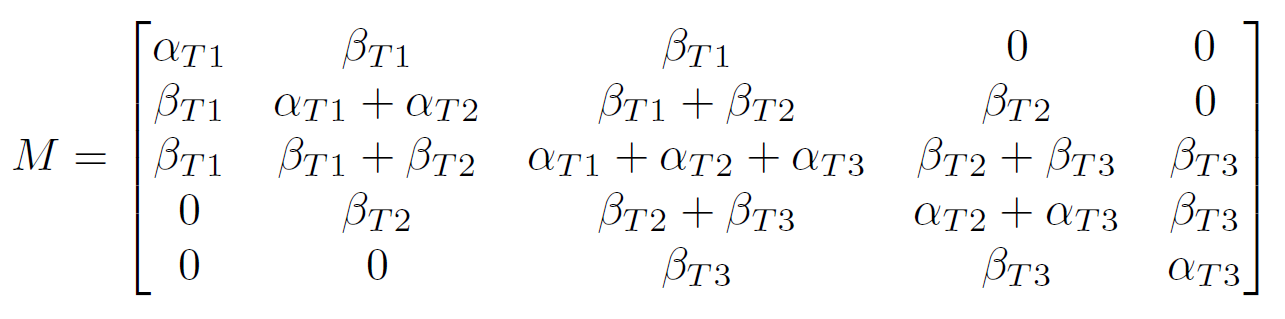 α_{T1} β_{T1} β_{T1} 0 0
β_{T1} α_{T1} + α_{T2} β_{T1} + β_{T2} β_{T2} 0
M = β_{T1} β_{T1} + β_{T2} α_{T1} + α_{T2} + α_{T3} β_{T2} + β_{T3} β_{T3}
0 β_{T2} β_{T2} + β_{T3} α_{T2} + α_{T3} β_{T3}
0 0 β_{T3} β_{T3} α_{T3}